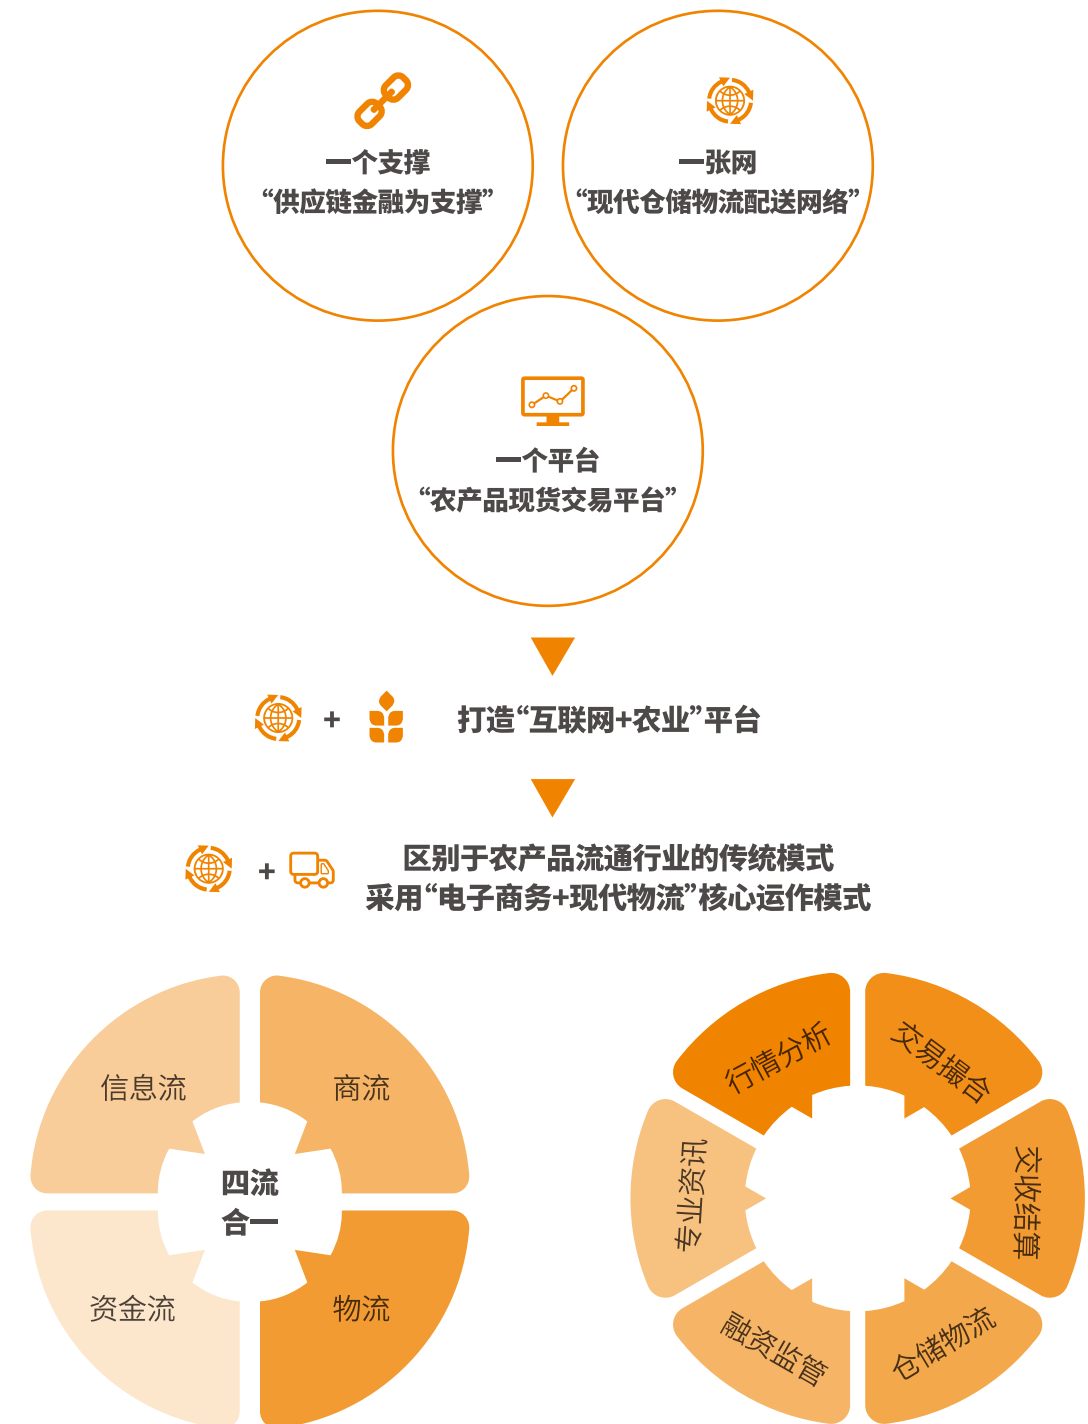 一个支撑
“供应链金融为支撑”
一张网
“现代仓储物流配送网络”
一个平台
“农产品现货交易平台”
+
打造“互联网+农业”平台
+
区别于农产品流通行业的传统模式
采用“电子商务+现代物流”核心运作模式
信息流
商流
四流
合一
资金流
物流
行情分析
交易撮合
专业资讯
交收结算
融资监管
仓储物流